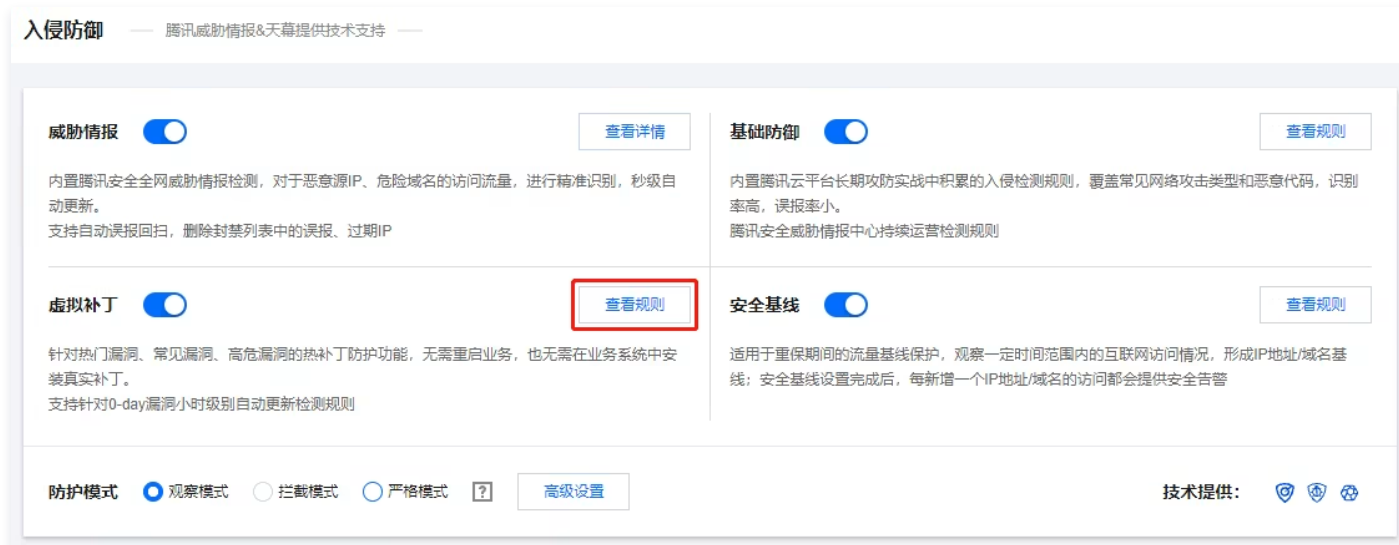 入侵防御
腾讯威胁情报&天幕提供技术支持
威胁情报
查看详情
内置腾讯安全全网威胁情报检测，对于恶意源IP、危险域名的访问流量，进行精准识别，秒级自
动更新。
支持自动误报回扫，删除封禁列表中的误报、过期IP
基础防御
查看规则
内置腾讯云平台长期攻防实战中积累的入侵检测规则，覆盖常见网络攻击类型和恶意代码，识别
率高，误报率小。
腾讯安全威胁情报中心持续运营检测规则
虚拟补丁
查看规则
针对热门漏洞、常见漏洞、高危漏洞的热补丁防护功能，无需重启业务，也无需在业务系统中安
装真实补丁。
支持针对0-day漏洞小时级别自动更新检测规则
安全基线
查看规则
适用于重保期间的流量基线保护，观察一定时间范围内的互联网访问情况，形成IP地址/域名基
线；安全基线设置完成后，每新增一个IP地址/域名的访问都会提供安全告警
防护模式 观察模式 拦截模式 严格模式 ? 高级设置
技术提供：